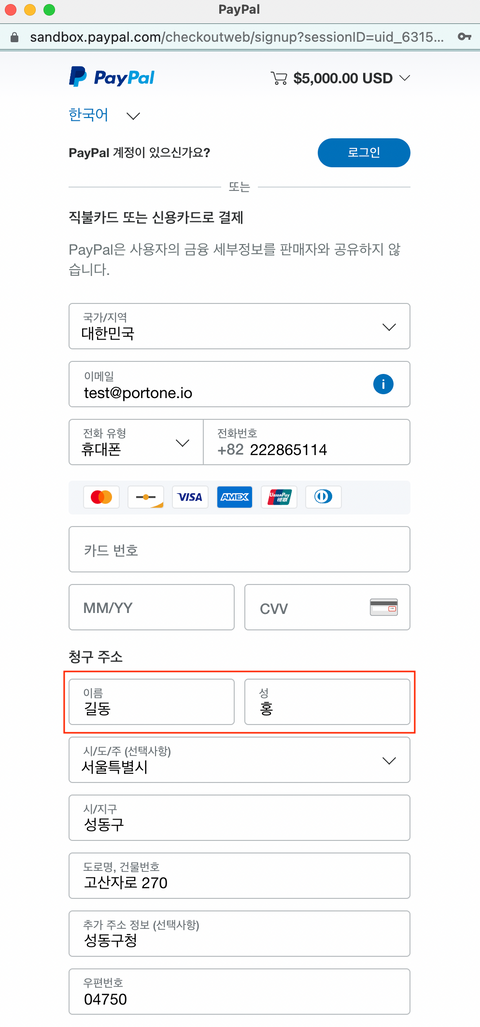 PayPal
sandbox.paypal.com/checkoutweb/signup?sessionID=uid_6315...
PayPal
$5,000.00 USD
한국어
PayPal 계정이 있으신가요?
로그인
또는
직불카드 또는 신용카드로 결제
PayPal은 사용자의 금융 세부정보를 판매자와 공유하지 않
습니다.
국가/지역
대한민국
이메일
test@portone.io
i
전화 유형
휴대폰
전화번호
+82 222865114
VISA
AMEX
UnionPay
카드 번호
MM/YY
CVV
청구 주소
이름
길동
성
홍
시/도/주 (선택사항)
서울특별시
시/지구
성동구
도로명, 건물번호
고산자로 270
추가 주소 정보 (선택사항)
성동구청
우편번호
04750